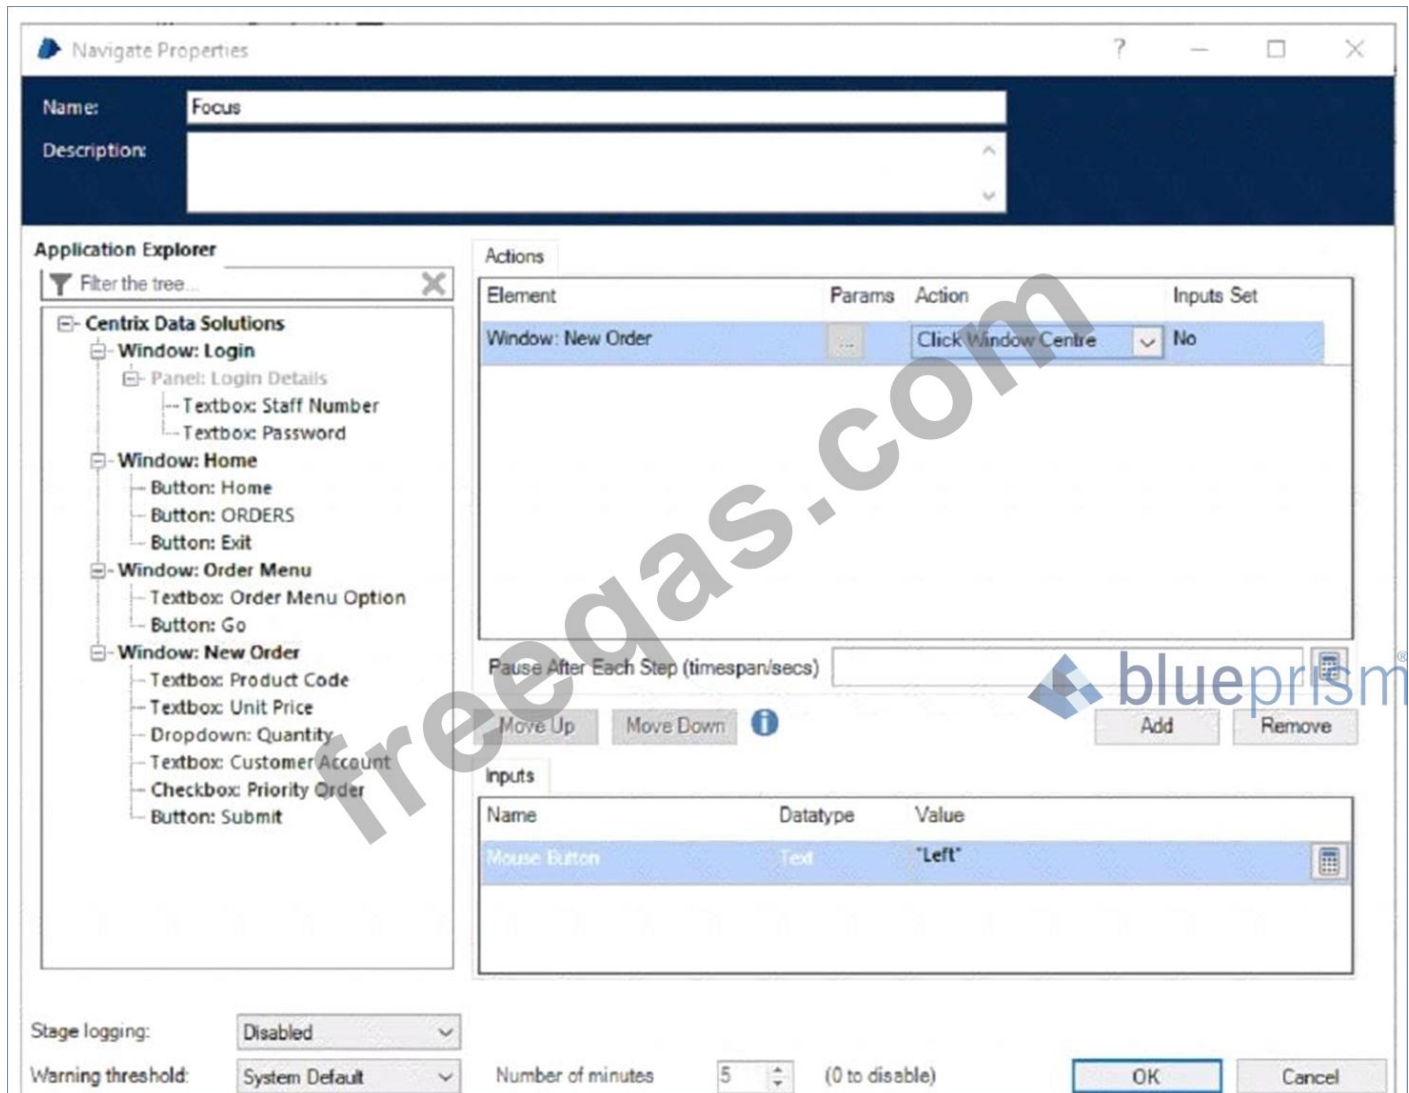 Navigate Properties
?
Name:
Focus
Description:
Application Explorer
Filter the tree...
Centrix Data Solutions
Window: Login
Panel: Login Details
Textbox: Staff Number
Textbox: Password
Window: Home
Button: Home
Button: ORDERS
Button: Exit
Window: Order Menu
Textbox: Order Menu Option
Button: Go
Window: New Order
Textbox: Product Code
Textbox: Unit Price
Dropdown: Quantity
Textbox: Customer Account
Checkbox: Priority Order
Button: Submit
Actions
Element Params Action Inputs Set
Window: New Order ... Click Window Centre No
Pause After Each Step (timespan/secs)
blueprism®
Move Up Move Down Add Remove
Inputs
Name Datatype Value
Mouse Button Text "Left"
Stage logging: Disabled
Warning threshold: System Default Number of minutes 5 (0 to disable) OK Cancel
freeqas.com